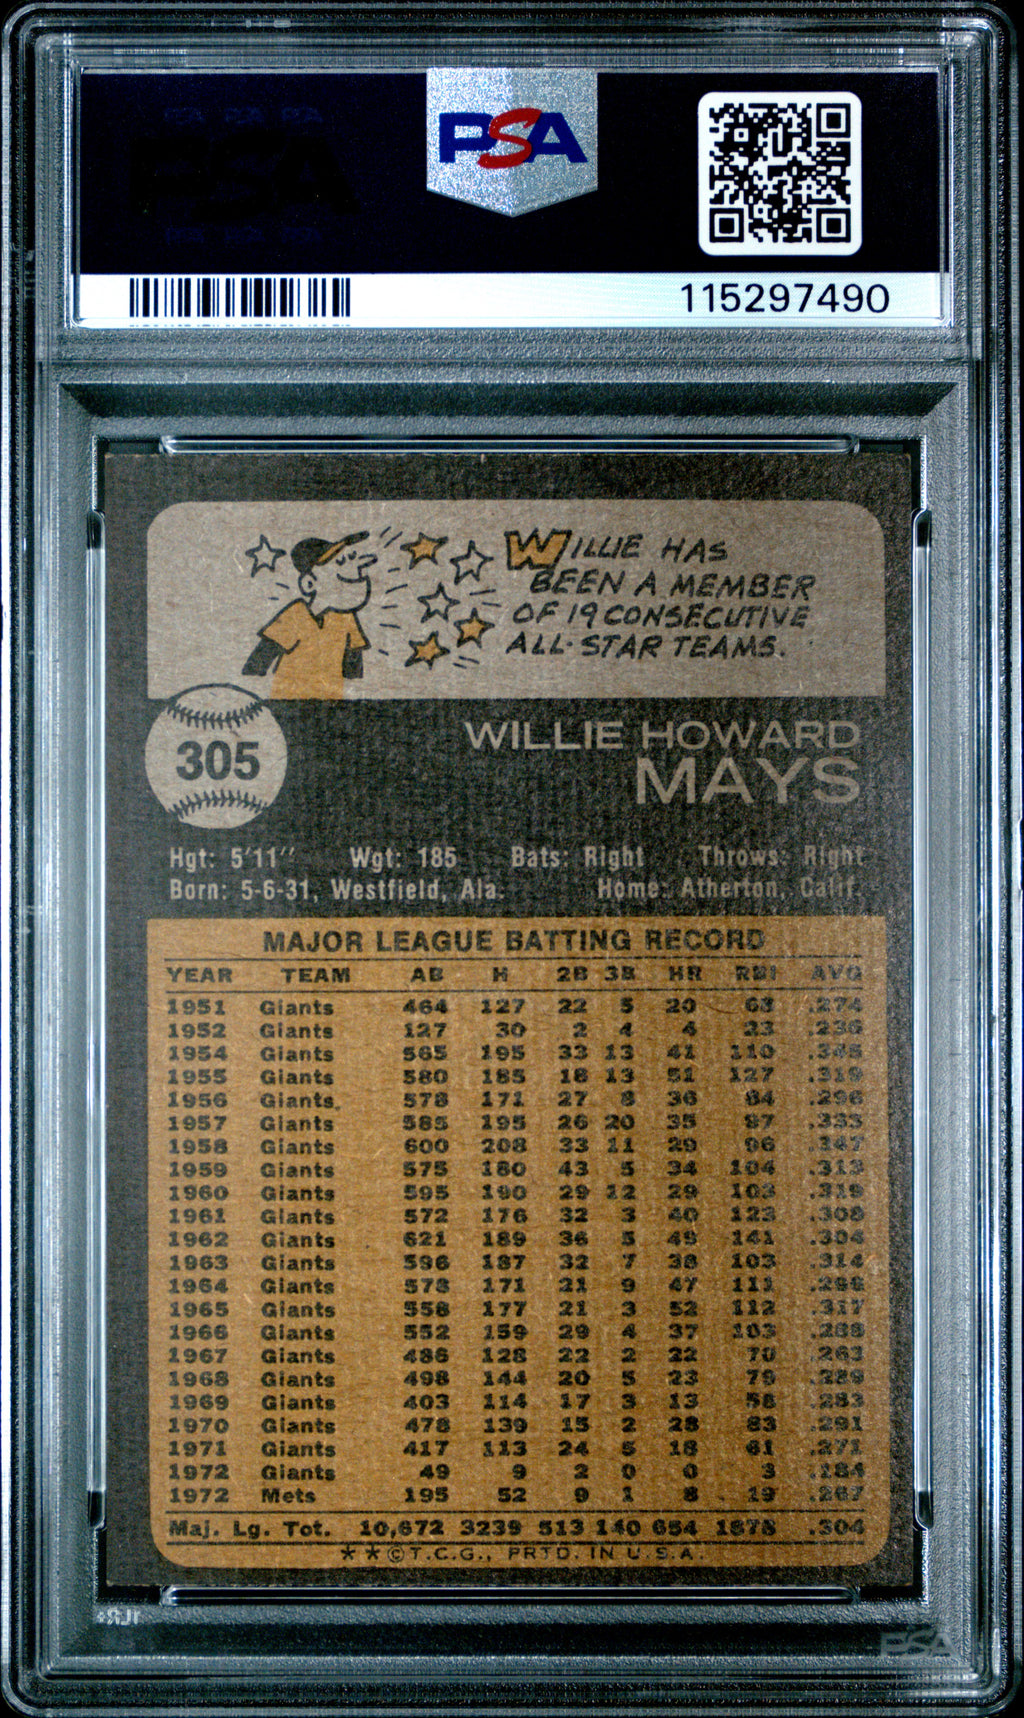 PSA
115297490
WILLIE HAS
BEEN A MEMBER
OF 19 CONSECUTIVE
ALL-STAR TEAMS.
305
WILLIE HOWARD
MAYS
Hgt: 5'11" Wgt: 185 Bats: Right Throws: Right
Born: 5-6-31, Westfield, Ala. Home: Atherton, Calif.
MAJOR LEAGUE BATTING RECORD
YEAR TEAM AB H 2B 3B HR RBI AVG
1951 Giants 464 127 22 5 20 68 .274
1952 Giants 127 30 2 4 4 23 .236
1954 Giants 565 195 33 13 41 110 .345
1955 Giants 580 185 18 13 51 127 .319
1956 Giants 578 171 27 8 36 84 .296
1957 Giants 585 195 26 20 35 97 .333
1958 Giants 600 208 33 11 29 96 .347
1959 Giants 575 180 43 5 34 104 .313
1960 Giants 595 190 29 12 29 103 .319
1961 Giants 572 176 32 3 40 123 .308
1962 Giants 621 189 36 5 49 141 .304
1963 Giants 596 187 32 7 38 103 .314
1964 Giants 578 171 21 9 47 111 .296
1965 Giants 558 177 21 3 52 112 .317
1966 Giants 552 159 29 4 37 103 .288
1967 Giants 486 128 22 2 22 70 .263
1968 Giants 498 144 20 5 23 79 .289
1969 Giants 403 114 17 3 13 58 .283
1970 Giants 478 139 15 2 28 83 .291
1971 Giants 417 113 24 5 18 61 .271
1972 Giants 49 9 2 0 0 3 .184
1972 Mets 195 52 9 1 8 19 .267
Maj. Lg. Tot. 10,672 3239 513 140 654 1878 .304
**©T.C.G., PRTD. IN U.S.A.
PSA